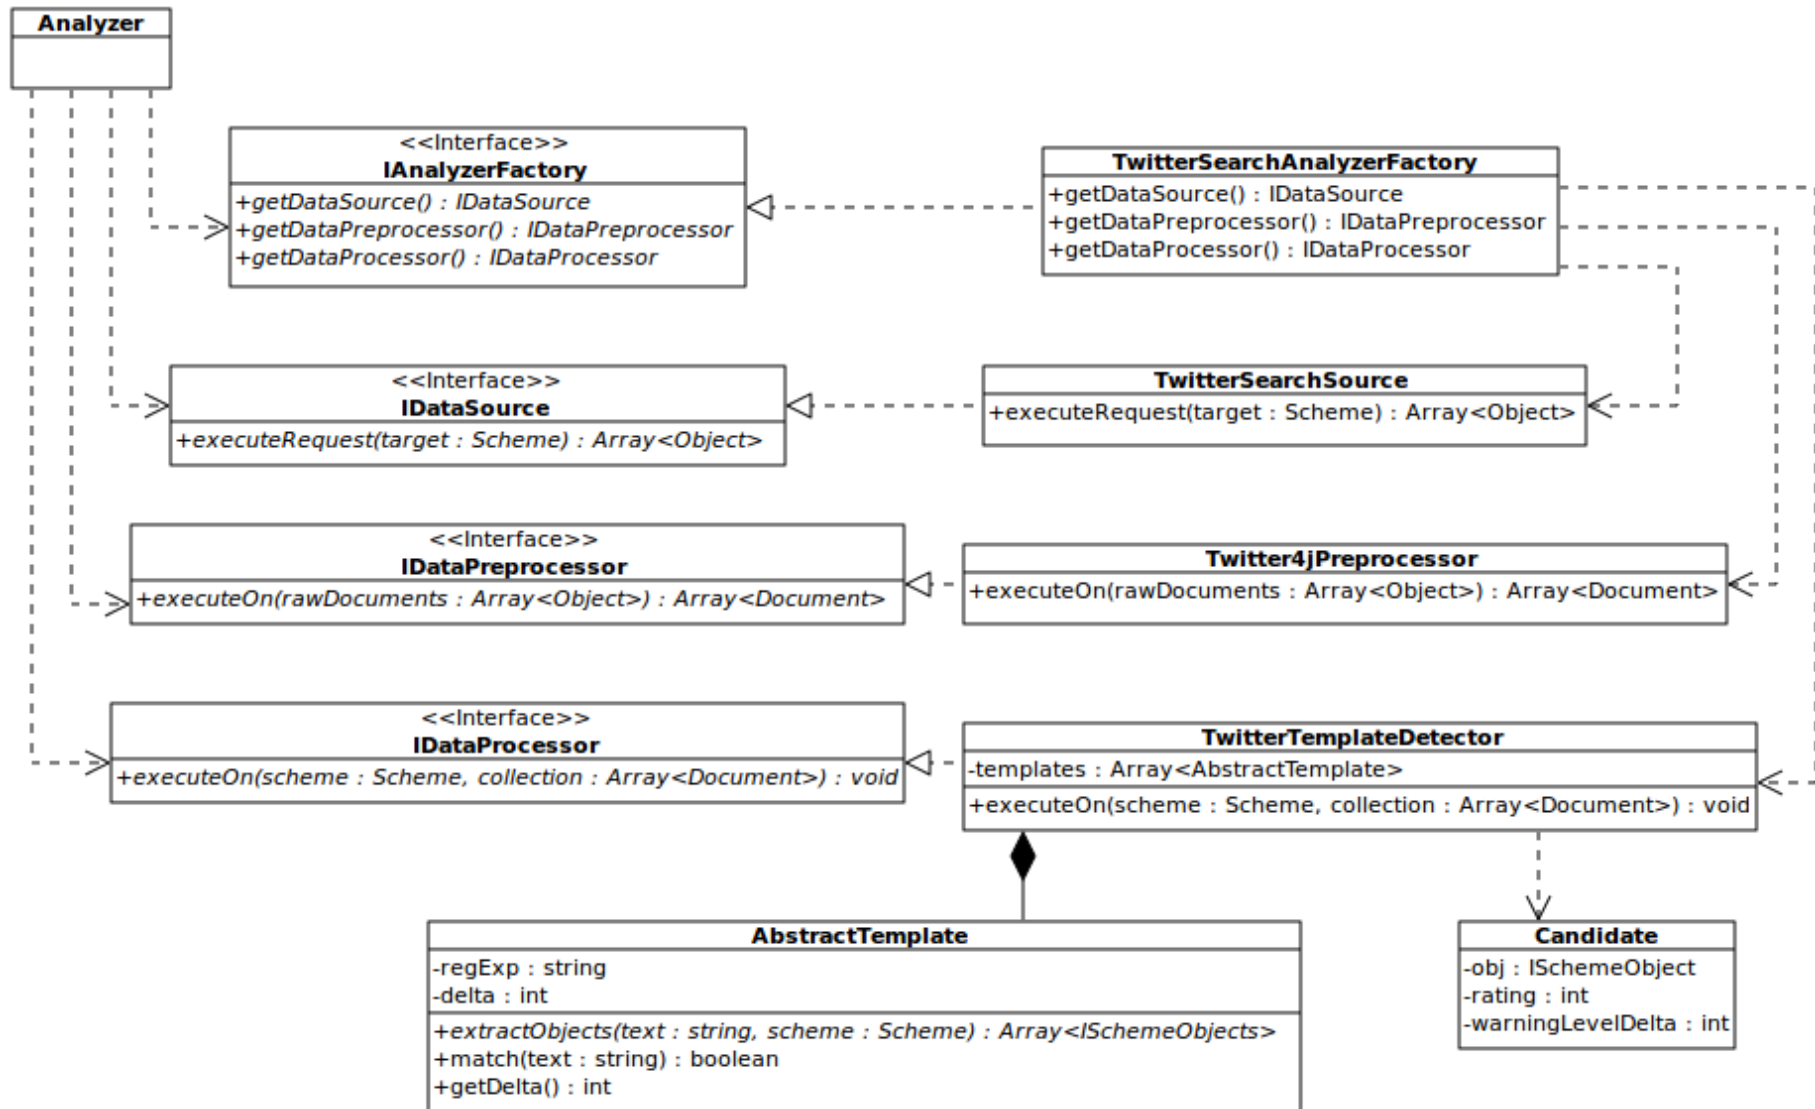 Analyzer
<<Interface>>
IAnalyzerFactory
+getDataSource() : IDataSource
+getDataPreprocessor() : IDataPreprocessor
+getDataProcessor() : IDataProcessor
TwitterSearchAnalyzerFactory
+getDataSource() : IDataSource
+getDataPreprocessor() : IDataPreprocessor
+getDataProcessor() : IDataProcessor
<<Interface>>
IDataSource
+executeRequest(target : Scheme) : Array<Object>
TwitterSearchSource
+executeRequest(target : Scheme) : Array<Object>
<<Interface>>
IDataPreprocessor
+executeOn(rawDocuments : Array<Object>) : Array<Document>
Twitter4jPreprocessor
+executeOn(rawDocuments : Array<Object>) : Array<Document>
<<Interface>>
IDataProcessor
+executeOn(scheme : Scheme, collection : Array<Document>) : void
TwitterTemplateDetector
-templates : Array<AbstractTemplate>
+executeOn(scheme : Scheme, collection : Array<Document>) : void
AbstractTemplate
-regExp : string
-delta : int
+extractObjects(text : string, scheme : Scheme) : Array<ISchemeObjects>
+match(text : string) : boolean
+getDelta() : int
Candidate
-obj : ISchemeObject
-rating : int
-warningLevelDelta : int